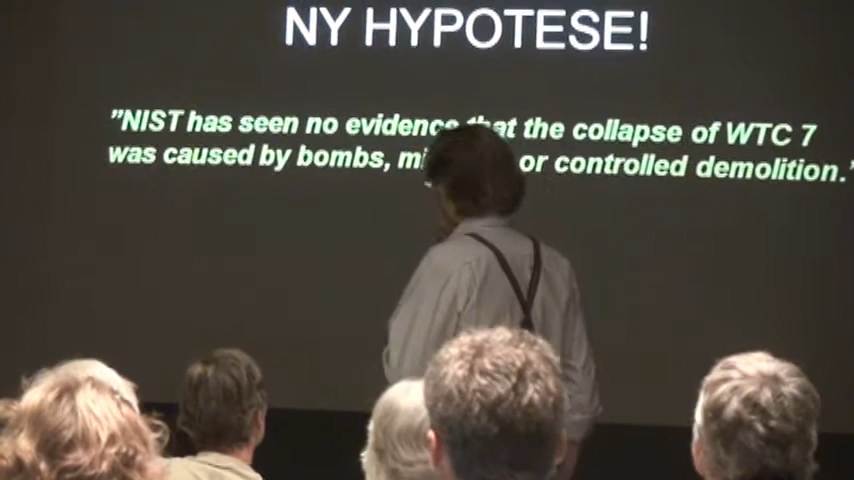 NY HYPOTESE!
"NIST has seen no evidence that the collapse of WTC 7
was caused by bombs, or controlled demolition."